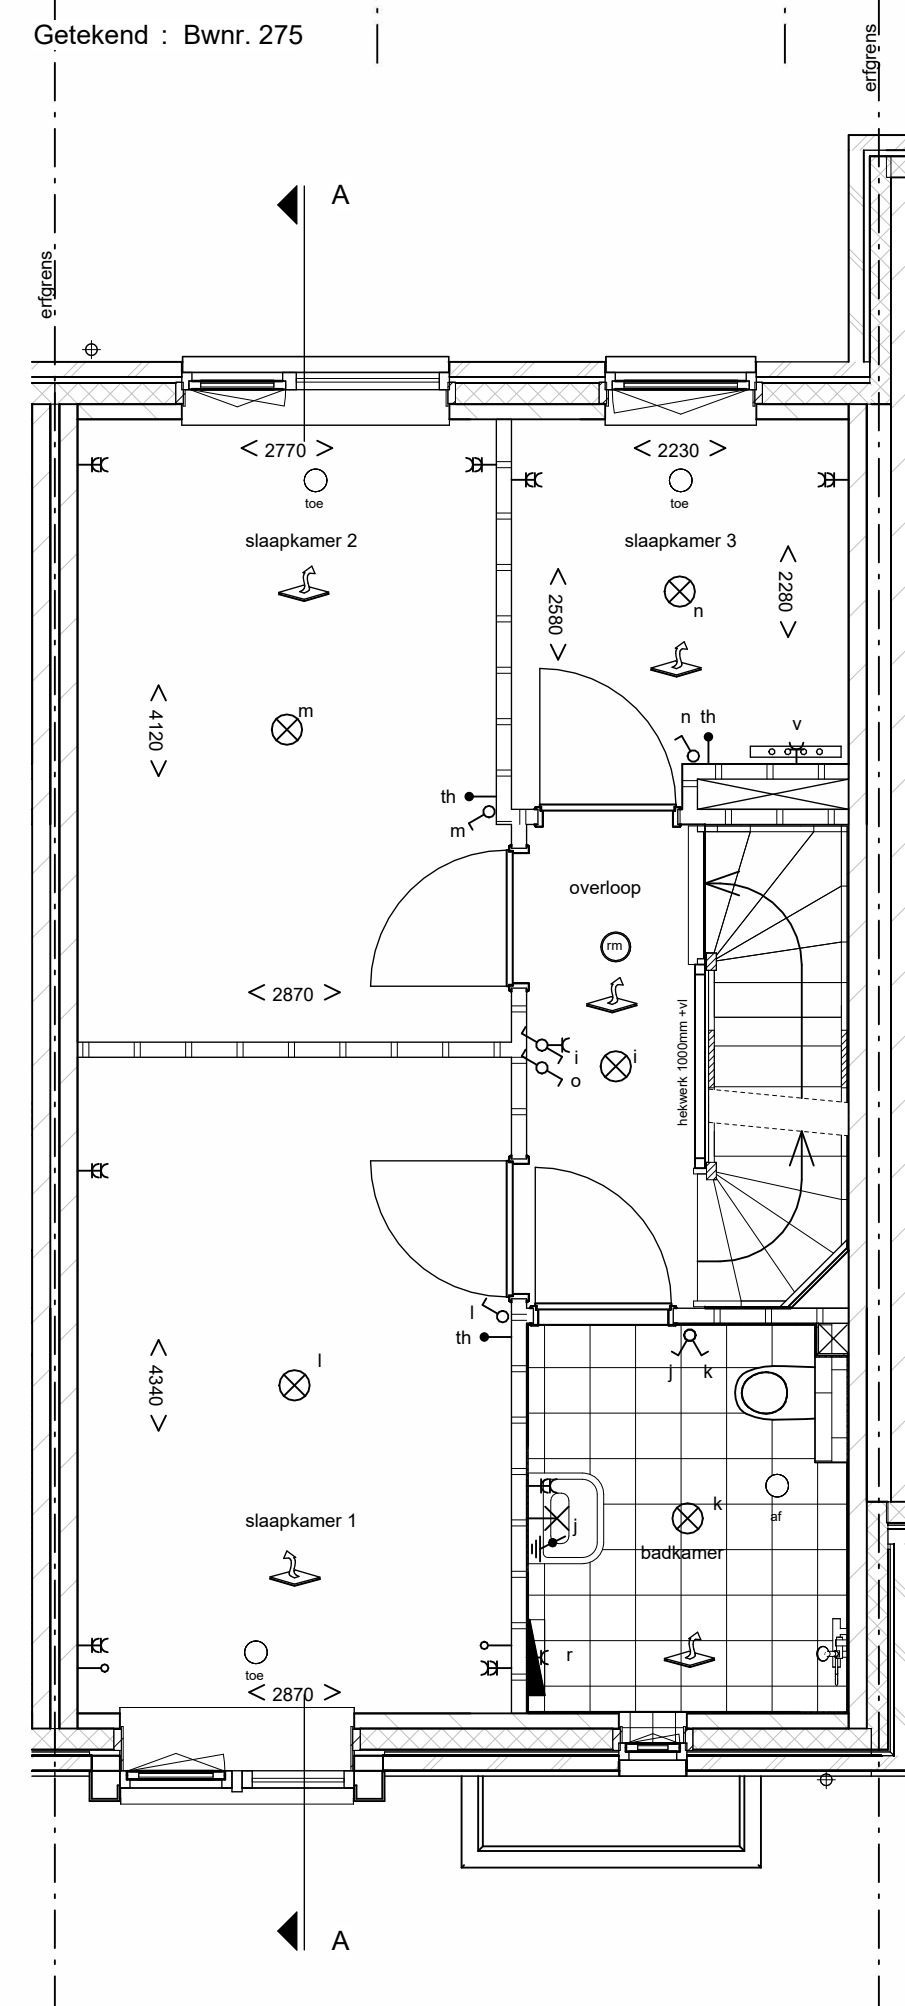 Getekend : Bwnr. 275
erfgrens
A
erfgrens
< 2770 >
< 2230 >
toe
toe
slaapkamer 2
slaapkamer 3
< 2580 >
< 2280 >
n
m
< 4120 >
n th
v
th
m
overloop
rm
< 2870 >
hekwerk 1000mm +vl
i
i
o
l
th
j k
l
< 4340 >
k
af
j
slaapkamer 1
badkamer
r
toe
< 2870 >
A